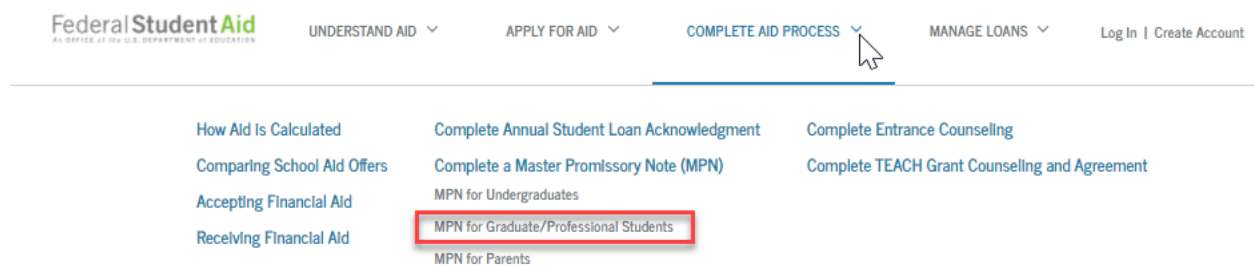 Federal Student Aid
An OFFICE of the U.S. DEPARTMENT of EDUCATION
UNDERSTAND AID
APPLY FOR AID
COMPLETE AID PROCESS
MANAGE LOANS
Log In | Create Account
How Aid is Calculated
Comparing School Aid Offers
Accepting Financial Aid
Receiving Financial Aid
Complete Annual Student Loan Acknowledgment
Complete a Master Promissory Note (MPN)
MPN for Undergraduates
MPN for Graduate/Professional Students
MPN for Parents
Complete Entrance Counseling
Complete TEACH Grant Counseling and Agreement